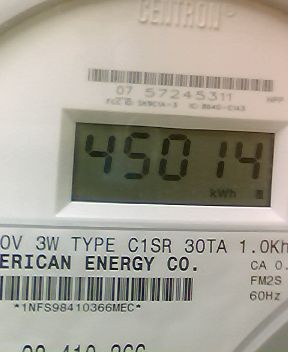 CENTRON®
07 57245311
HPP
45014
kWh
0V 3W TYPE C1SR 30TA 1.0Kh
ERICAN ENERGY CO.
CA 0.
FM2S
60Hz
*1NFS98410366MEC*